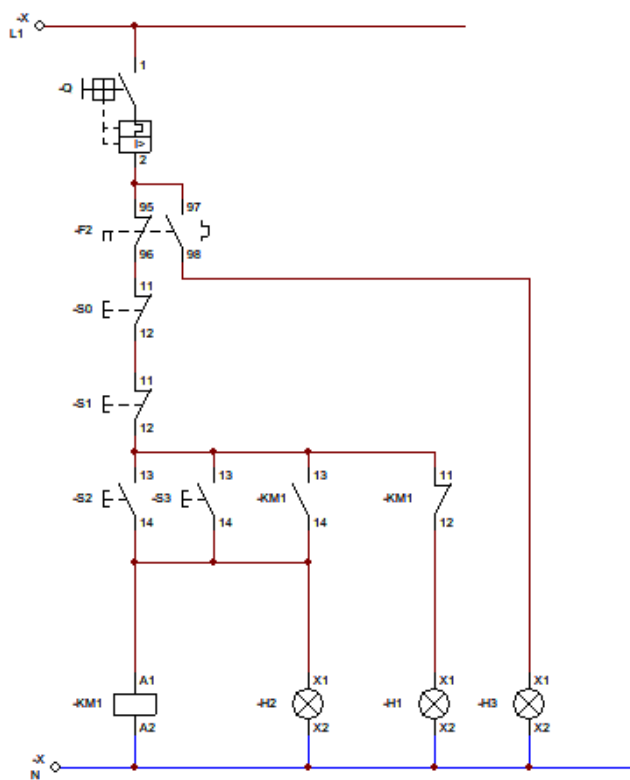 -X
L1
1
-Q
I>
2
95 97
-F2
96 98
11
-S0
12
11
-S1
12
13 13 13 11
-S2 -S3 -KM1 -KM1
14 14 14 12
A1 X1 X1 X1
-KM1 -H2 -H1 -H3
A2 X2 X2 X2
-X
N